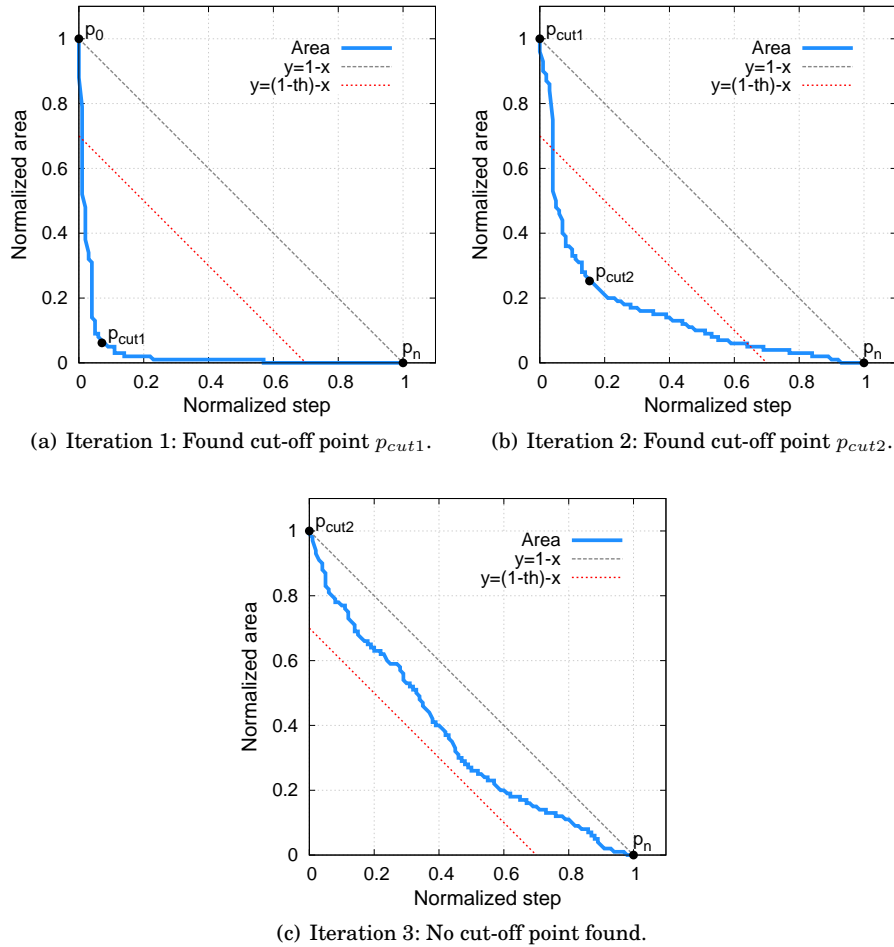 p0
Area
y=1-x
y=(1-th)-x
1
0.8
0.6
0.4
0.2
0
Normalized area
pcut1
pn
0 0.2 0.4 0.6 0.8 1
Normalized step
(a) Iteration 1: Found cut-off point pcut1.
pcut1
Area
y=1-x
y=(1-th)-x
1
0.8
0.6
0.4
0.2
0
Normalized area
pcut2
pn
0 0.2 0.4 0.6 0.8 1
Normalized step
(b) Iteration 2: Found cut-off point pcut2.
pcut2
Area
y=1-x
y=(1-th)-x
1
0.8
0.6
0.4
0.2
0
Normalized area
pn
0 0.2 0.4 0.6 0.8 1
Normalized step
(c) Iteration 3: No cut-off point found.